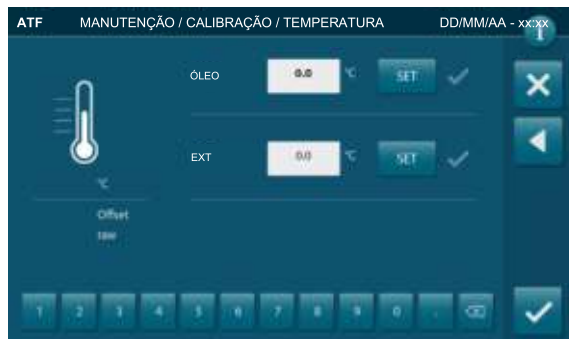 ATF MANUTENÇÃO / CALIBRAÇÃO / TEMPERATURA DD/MM/AA - xx:xx
i
ÓLEO 0.0 °C SET
EXT 0.0 °C SET
°C
Offset
raw
1 2 3 4 5 6 7 8 9 0 .